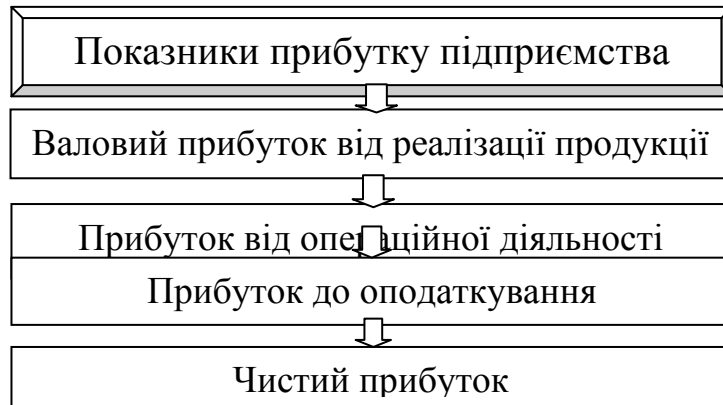 Показники прибутку підприємства
Валовий прибуток від реалізації продукції
Прибуток від операційної діяльності
Прибуток до оподаткування
Чистий прибуток